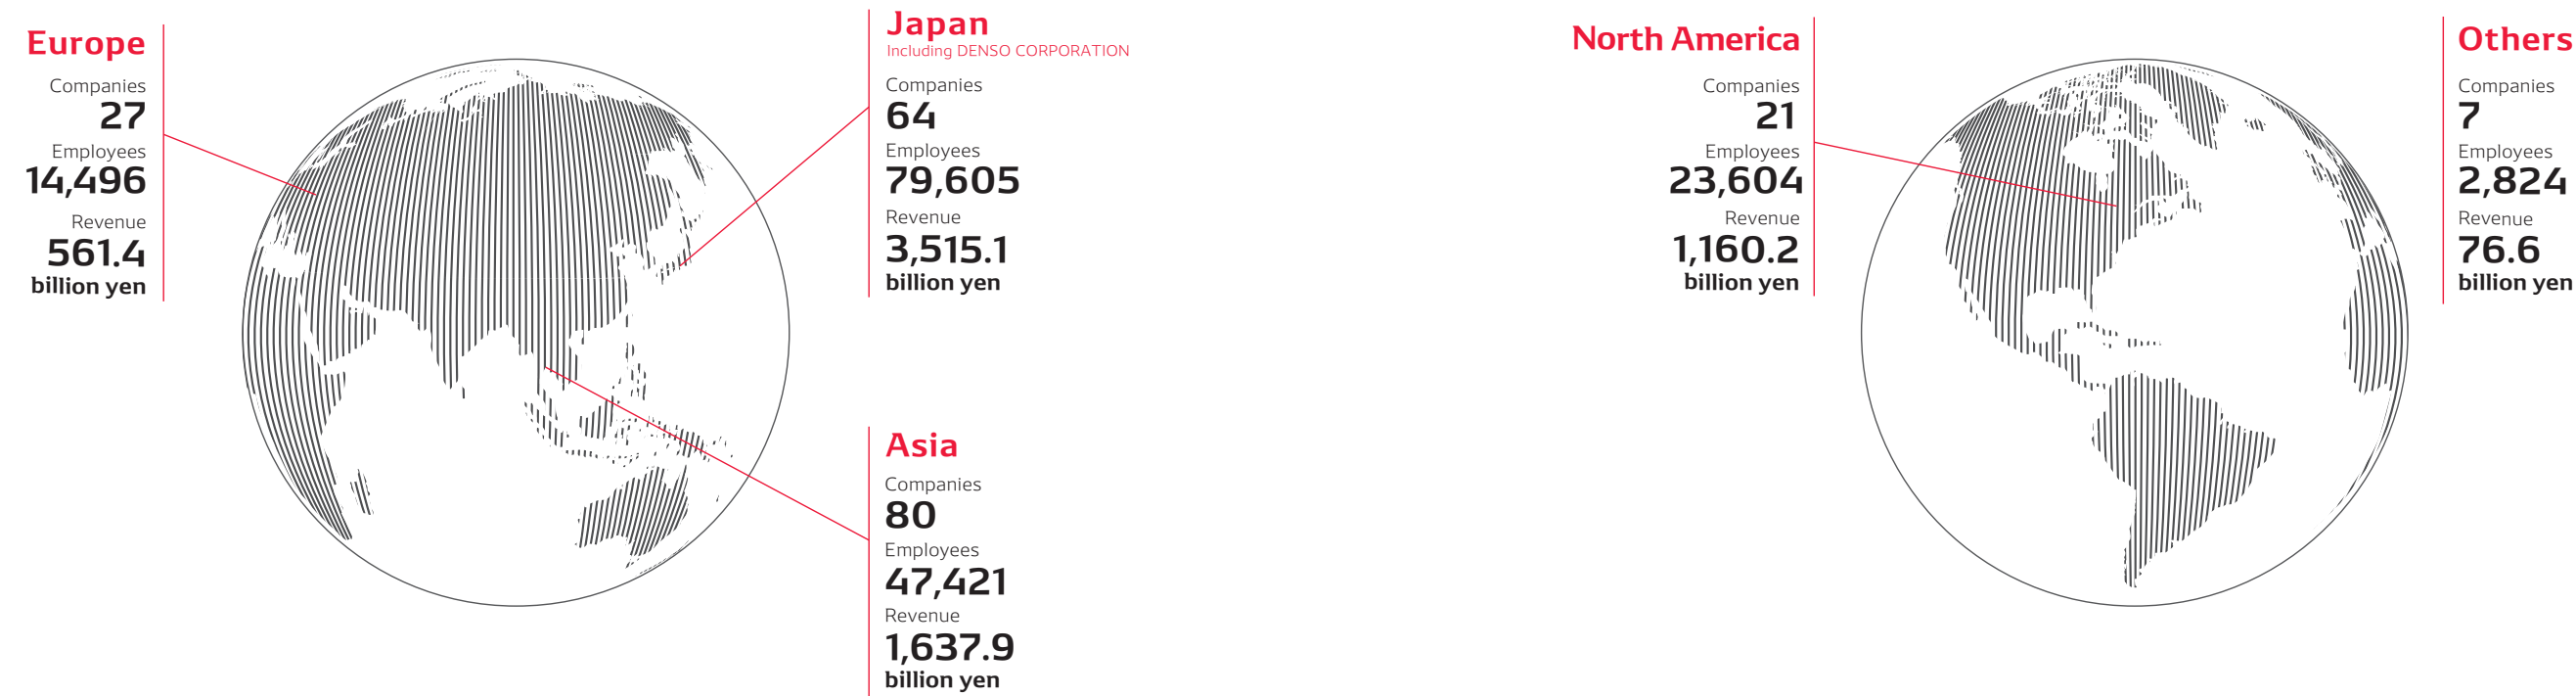 Europe
Companies
27
Employees
14,496
Revenue
561.4
billion yen
Japan
Including DENSO CORPORATION
Companies
64
Employees
79,605
Revenue
3,515.1
billion yen
Asia
Companies
80
Employees
47,421
Revenue
1,637.9
billion yen
North America
Companies
21
Employees
23,604
Revenue
1,160.2
billion yen
Others
Companies
7
Employees
2,824
Revenue
76.6
billion yen